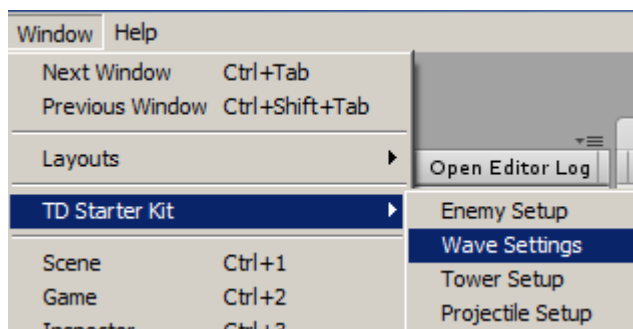 Window Help
Next Window Ctrl+Tab
Previous Window Ctrl+Shift+Tab
Layouts
Open Editor Log
TD Starter Kit
Enemy Setup
Wave Settings
Scene Ctrl+1
Tower Setup
Game Ctrl+2
Projectile Setup